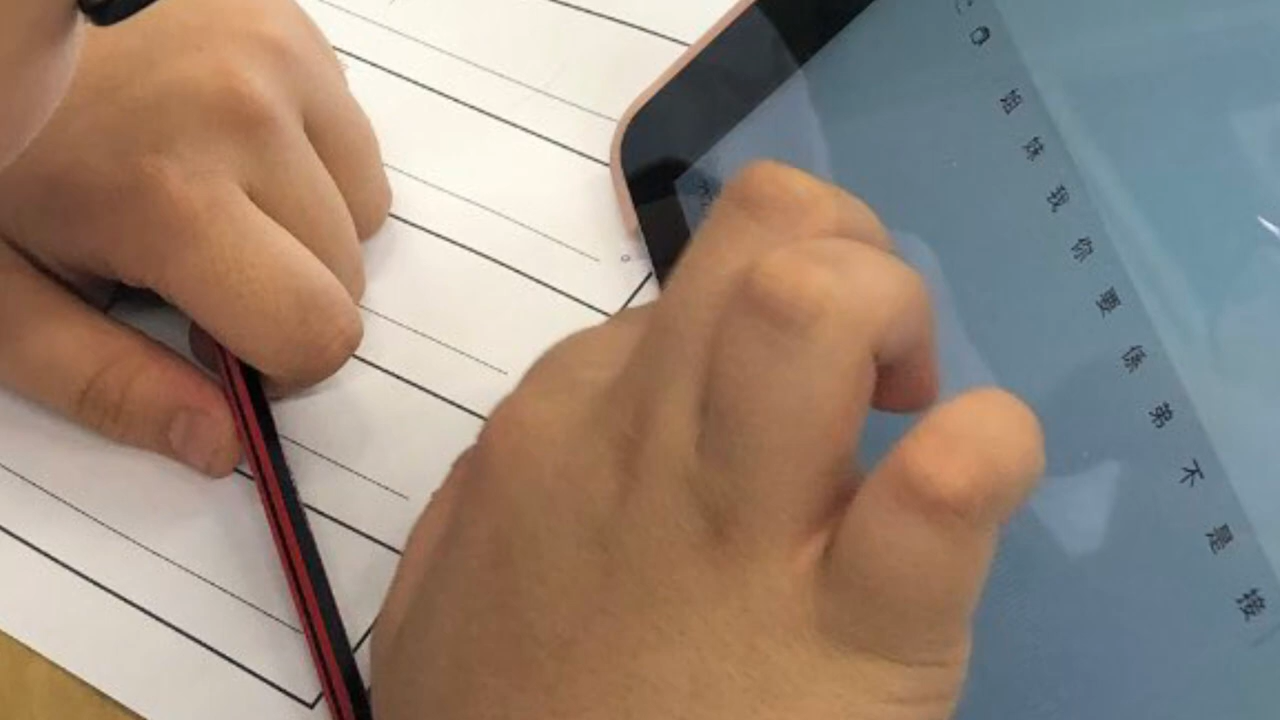 姐 妹 我 你 要 係 弟 不 是 接